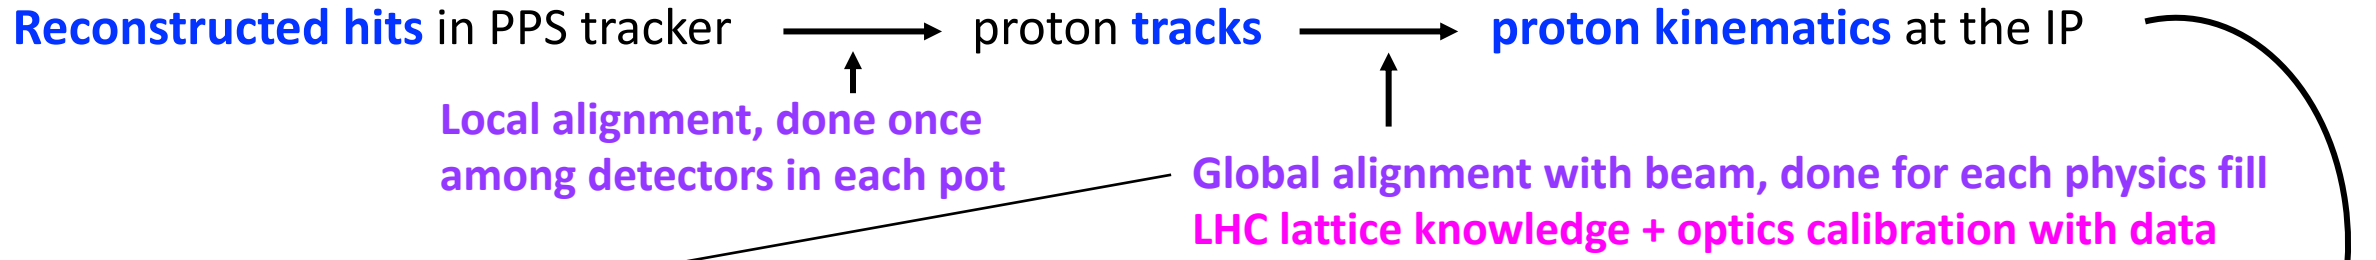 Reconstructed hits in PPS tracker proton tracks proton kinematics at the IP
Local alignment, done once
among detectors in each pot
Global alignment with beam, done for each physics fill
LHC lattice knowledge + optics calibration with data